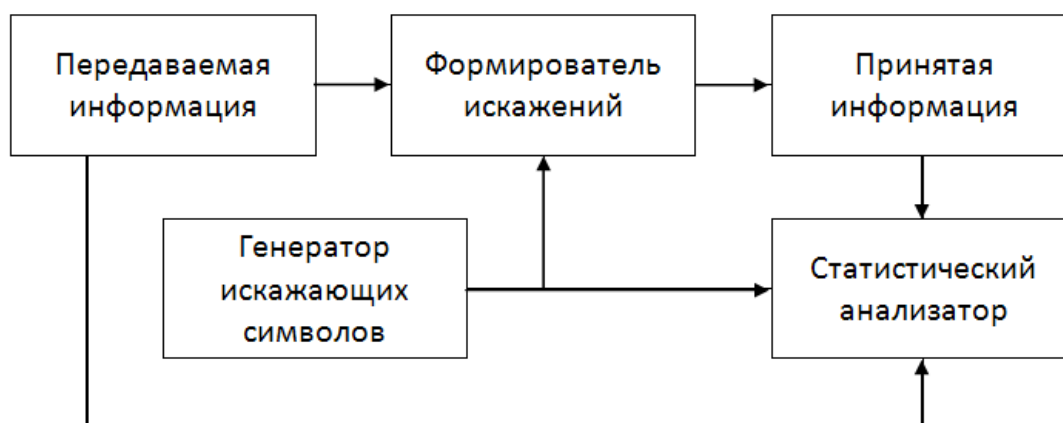 Передаваемая
информация
Формирователь
искажений
Принятая
информация
Генератор
искажающих
символов
Статистический
анализатор